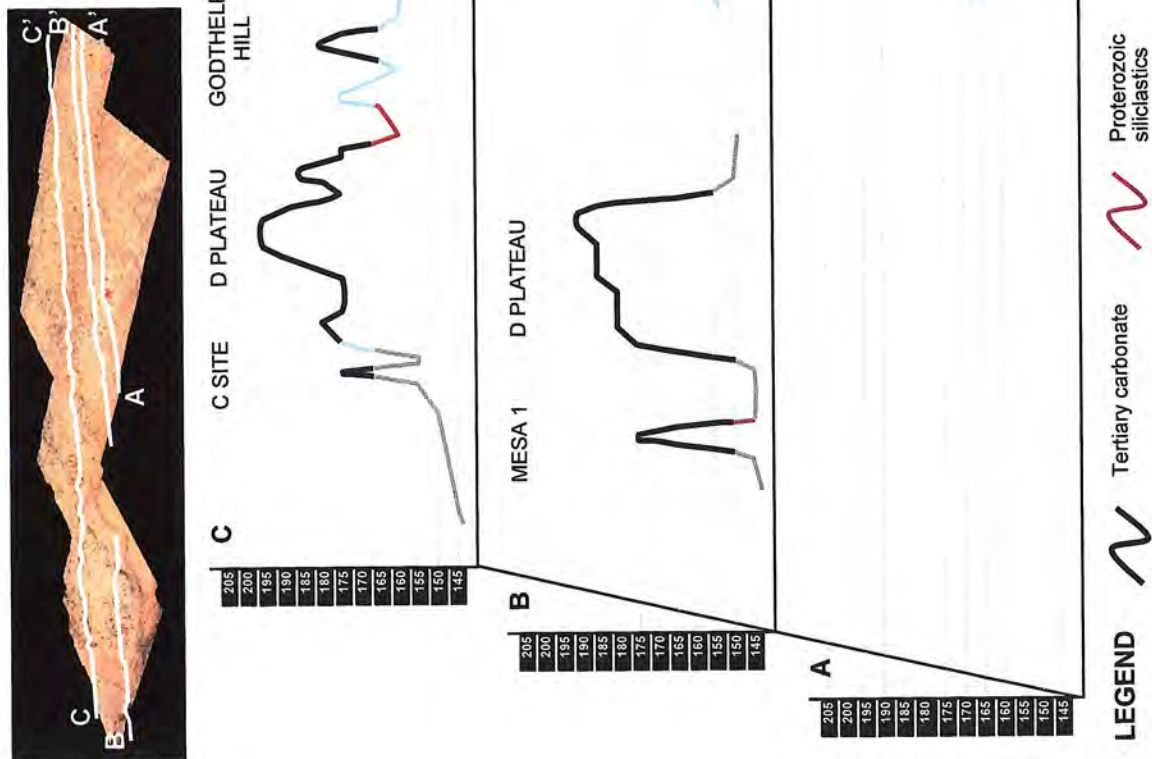 C'
B'
A'
A
C
B
C
C SITE
D PLATEAU
GODTHELP
HILL
205
200
195
190
185
180
175
170
165
160
155
150
145
B
MESA 1
D PLATEAU
205
200
195
190
185
180
175
170
165
160
155
150
145
A
205
200
195
190
185
180
175
170
165
160
155
150
145
LEGEND
Tertiary carbonate
Proterozoic
siliclastics